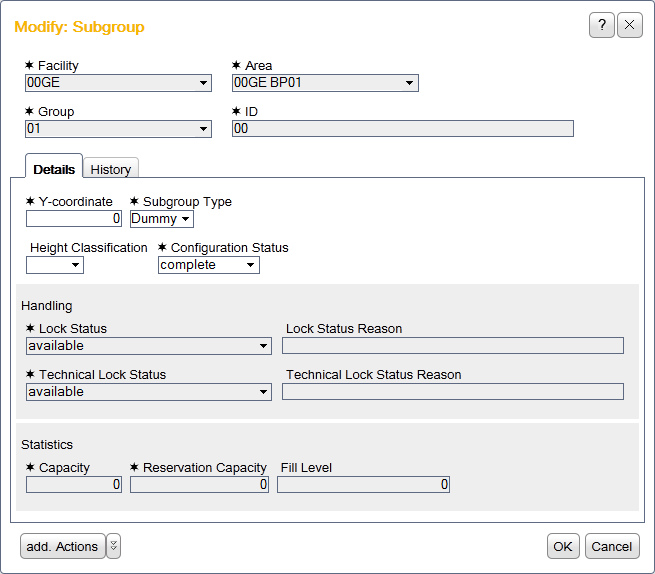 Modify: Subgroup
?
✶ Facility ✶ Area
00GE 00GE BP01
✶ Group ✶ ID
01 00
Details History
✶ Y-coordinate ✶ Subgroup Type
0 Dummy
Height Classification ✶ Configuration Status
complete
Handling
✶ Lock Status Lock Status Reason
available
✶ Technical Lock Status Technical Lock Status Reason
available
Statistics
✶ Capacity ✶ Reservation Capacity Fill Level
0 0 0
add. Actions OK Cancel